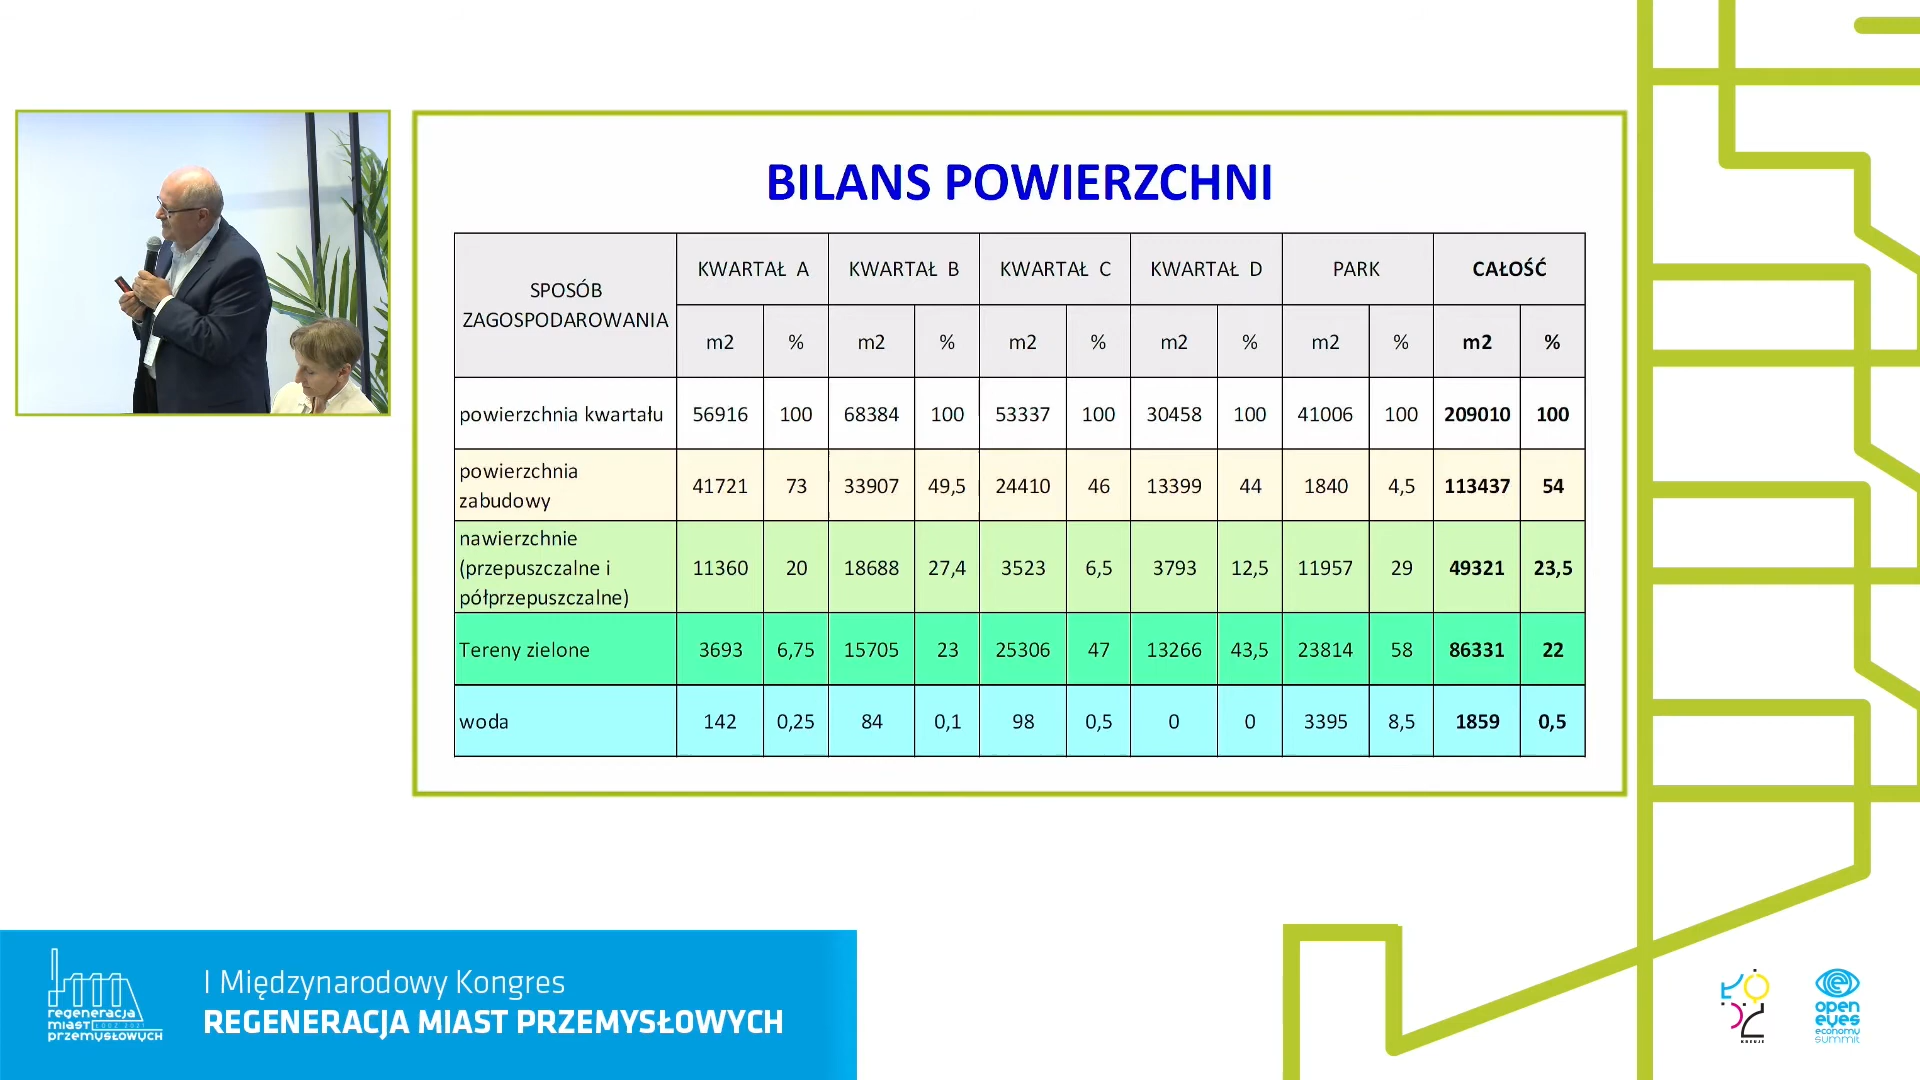 BILANS POWIERZCHNI
SPOSÓB
ZAGOSPODAROWANIA
KWARTAŁ A KWARTAŁ B KWARTAŁ C KWARTAŁ D PARK CAŁOŚĆ
m2 % m2 % m2 % m2 % m2 % m2 %
powierzchnia kwartału 56916 100 68384 100 53337 100 30458 100 41006 100 209010 100
powierzchnia
zabudowy 41721 73 33907 49,5 24410 46 13399 44 1840 4,5 113437 54
nawierzchnie
(przepuszczalne i
półprzepuszczalne) 11360 20 18688 27,4 3523 6,5 3793 12,5 11957 29 49321 23,5
Tereny zielone 3693 6,75 15705 23 25306 47 13266 43,5 23814 58 86331 22
woda 142 0,25 84 0,1 98 0,5 0 0 3395 8,5 1859 0,5
I Międzynarodowy Kongres
REGENERACJA MIAST PRZEMYSŁOWYCH
regeneracja
miast ŁÓDŹ 2021
przemysłowych
ŁÓDŹ
KREUJE
open
eyes
economy
summit